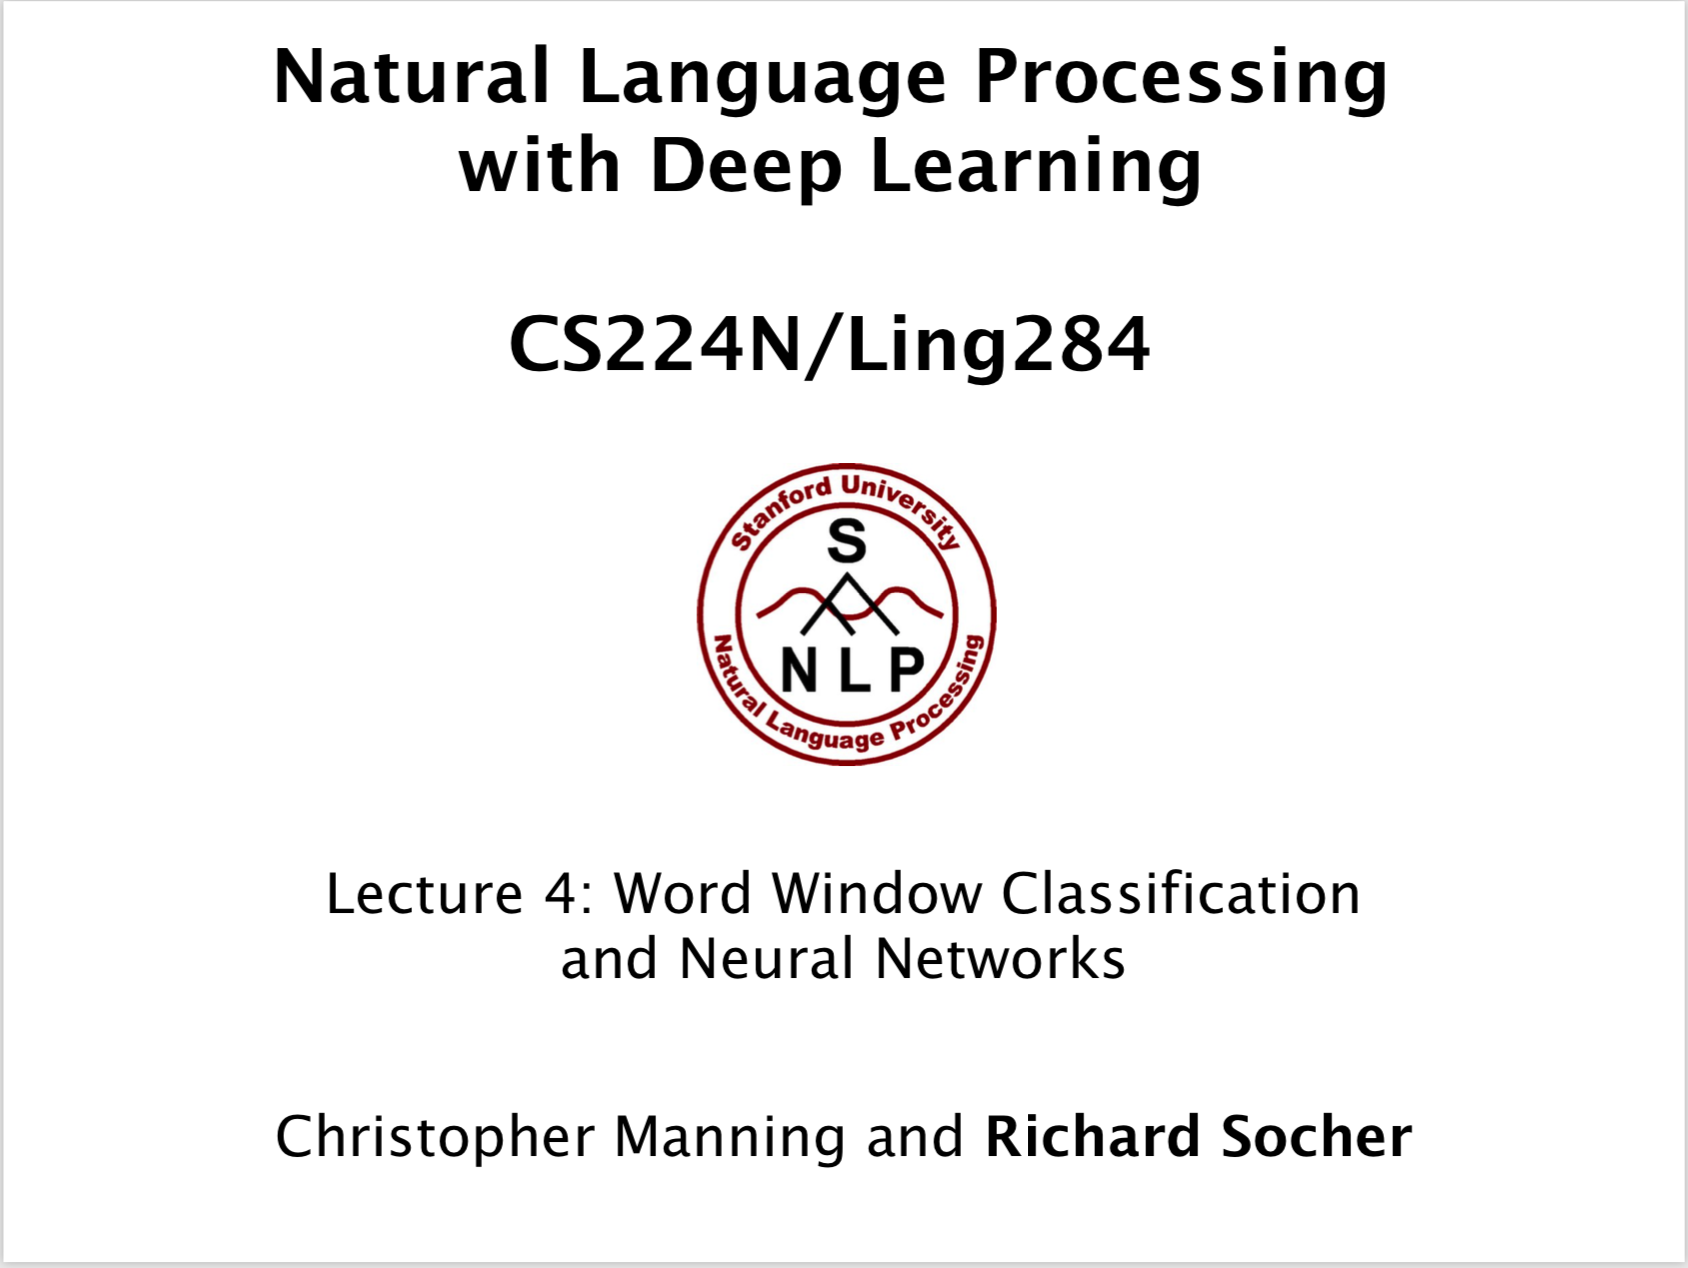 Natural Language Processing
with Deep Learning
CS224N/Ling284
Stanford University
S
N L P
Natural Language Processing
Lecture 4: Word Window Classification
and Neural Networks
Christopher Manning and Richard Socher